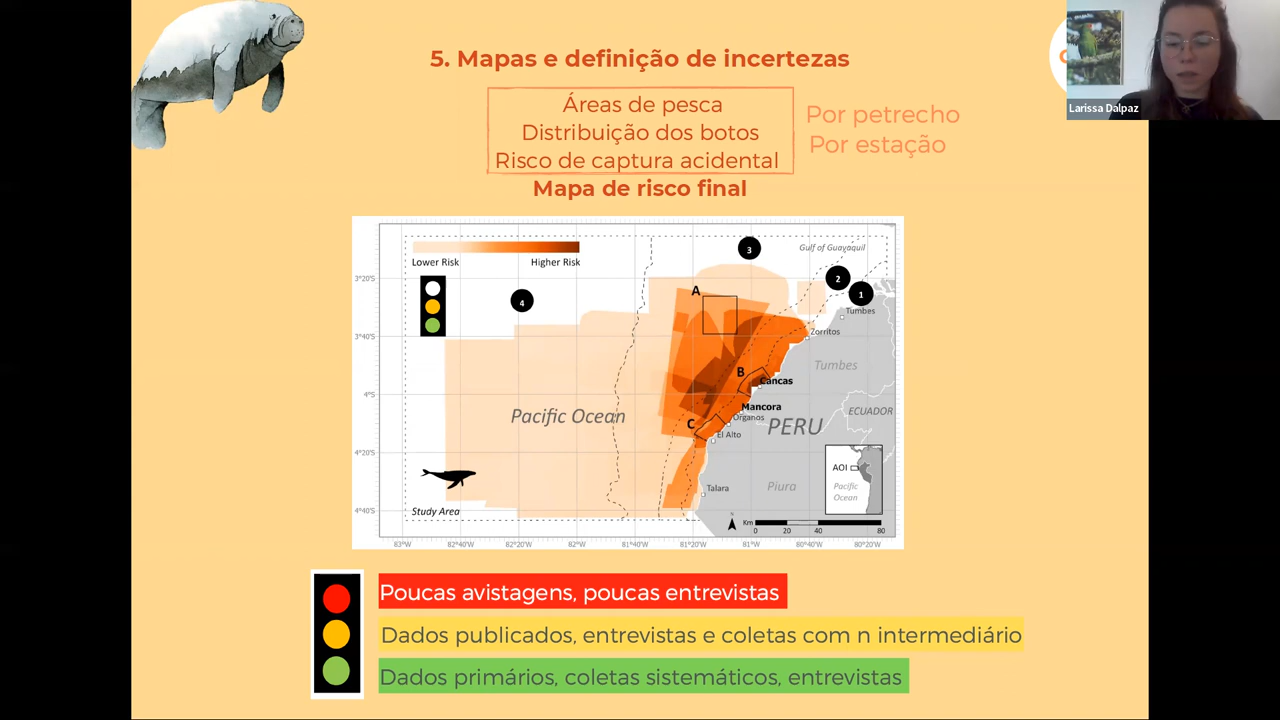 5. Mapas e definição de incertezas
Larissa Dalpaz
Áreas de pesca
Distribuição dos botos
Risco de captura acidental
Por petrecho
Por estação
Mapa de risco final
Lower Risk
Higher Risk
Gulf of Guayaquil
3
2
1
4
A
B
C
Tumbes
Zorritos
Tumbes
Cancas
Mancora
Organos
El Alto
PERU
ECUADOR
Pacific Ocean
Talara
Piura
AOI
Pacific
Ocean
Study Area
N
Km
0
20
40
80
3°20'S
3°40'S
4°S
4°20'S
4°40'S
83°W
82°40'W
82°20'W
82°W
81°40'W
81°20'W
81°W
80°40'W
80°20'W
Poucas avistagens, poucas entrevistas
Dados publicados, entrevistas e coletas com n intermediário
Dados primários, coletas sistemáticos, entrevistas